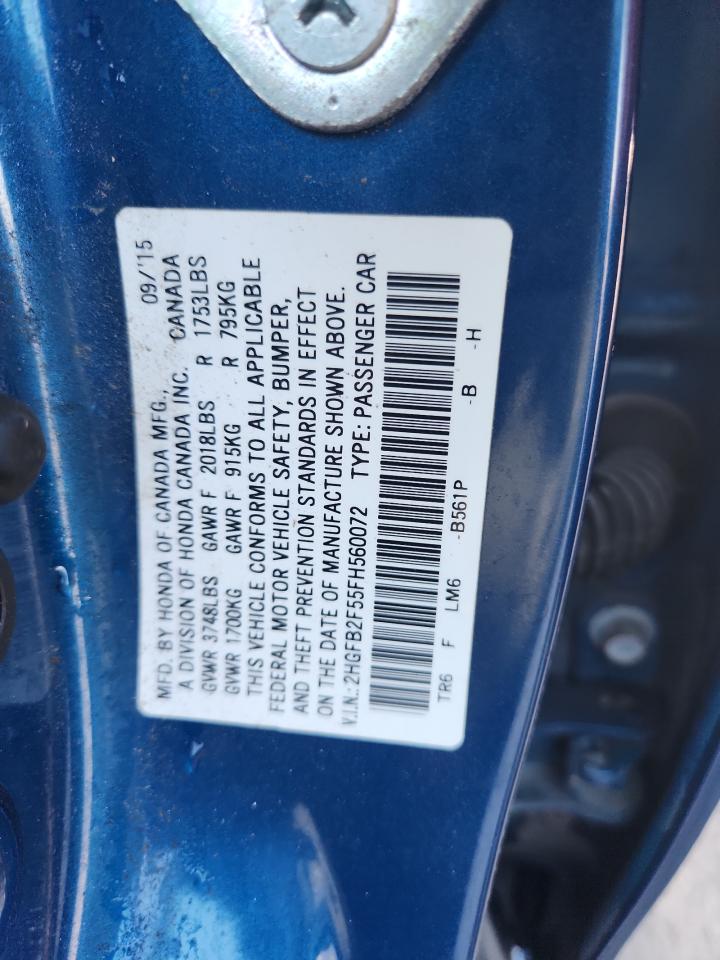 MFD. BY HONDA OF CANADA MFG., 09/'15
A DIVISION OF HONDA CANADA INC. CANADA
GVWR 3748LBS GAWR F 2018LBS R 1753LBS
GVWR 1700KG GAWR F 915KG R 795KG
THIS VEHICLE CONFORMS TO ALL APPLICABLE
FEDERAL MOTOR VEHICLE SAFETY, BUMPER,
AND THEFT PREVENTION STANDARDS IN EFFECT
ON THE DATE OF MANUFACTURE SHOWN ABOVE.
V.I.N.: 2HGFB2F55FH560072 TYPE: PASSENGER CAR
TR6 F LM6 -B561P -B -H